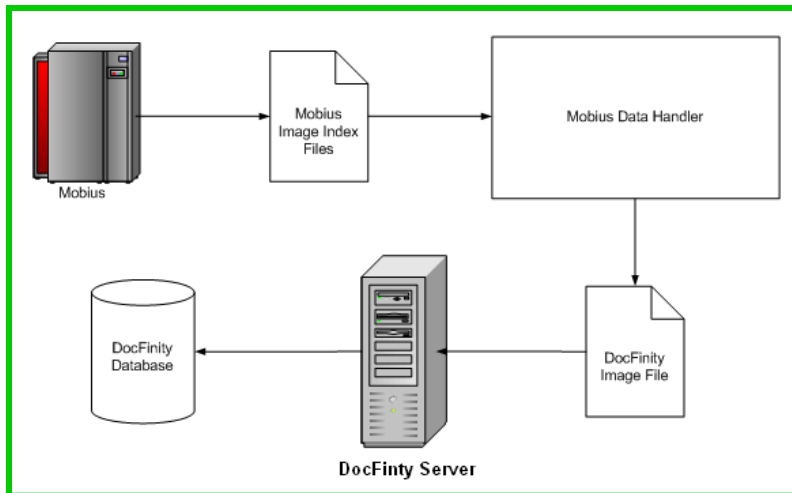 Mobius
Mobius
Image Index
Files
Mobius Data Handler
DocFinity
Database
DocFinty Server
DocFinity
Image File